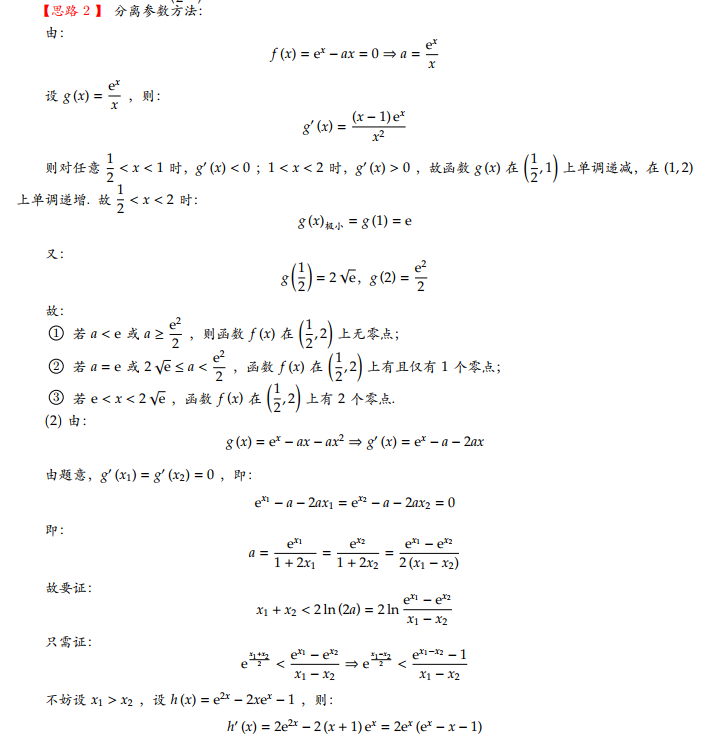 【思路 2 】 分离参数方法:
由:
f (x) = e^x − ax = 0 ⇒ a = e^x/x
设 g (x) = e^x/x ，则:
g′ (x) = (x − 1) e^x/x^2
则对任意 1/2 < x < 1 时，g′ (x) < 0 ；1 < x < 2 时，g′ (x) > 0 ，故函数 g (x) 在 (1/2, 1) 上单调递减，在 (1, 2)
上单调递增. 故 1/2 < x < 2 时:
g (x)极小 = g (1) = e
又:
g(1/2) = 2 √e, g (2) = e^2/2
故:
① 若 a < e 或 a ≥ e^2/2 ，则函数 f (x) 在 (1/2, 2) 上无零点;
② 若 a = e 或 2 √e ≤ a < e^2/2 ，函数 f (x) 在 (1/2, 2) 上有且仅有 1 个零点;
③ 若 e < x < 2 √e ，函数 f (x) 在 (1/2, 2) 上有 2 个零点.
(2) 由:
g (x) = e^x − ax − ax^2 ⇒ g′ (x) = e^x − a − 2ax
由题意，g′ (x1) = g′ (x2) = 0 ，即:
e^x1 − a − 2ax1 = e^x2 − a − 2ax2 = 0
即:
a = e^x1/(1 + 2x1) = e^x2/(1 + 2x2) = (e^x1 − e^x2)/(2 (x1 − x2))
故要证:
x1 + x2 < 2 ln (2a) = 2 ln (e^x1 − e^x2)/(x1 − x2)
只需证:
e^((x1+x2)/2) < (e^x1 − e^x2)/(x1 − x2) ⇒ e^((x1−x2)/2) < (e^(x1−x2) − 1)/(x1 − x2)
不妨设 x1 > x2 ，设 h (x) = e^2x − 2xe^x − 1 ，则:
h′ (x) = 2e^2x − 2 (x + 1) e^x = 2e^x (e^x − x − 1)